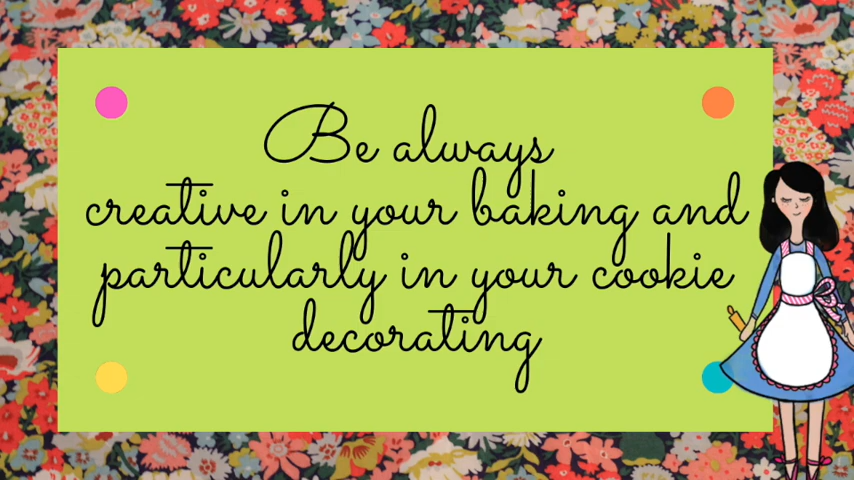 Be always
creative in your baking and
particularly in your cookie
decorating